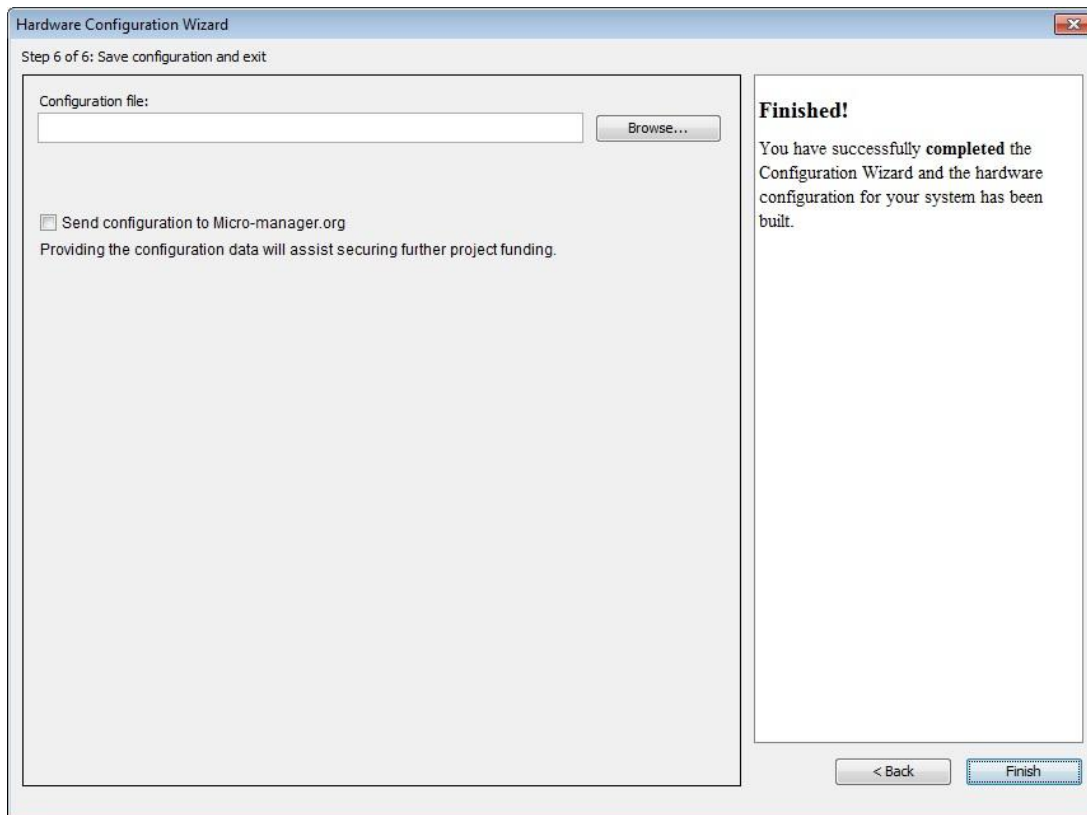 Hardware Configuration Wizard
Step 6 of 6: Save configuration and exit
Configuration file:
Browse...
Send configuration to Micro-manager.org
Providing the configuration data will assist securing further project funding.
Finished!
You have successfully completed the
Configuration Wizard and the hardware
configuration for your system has been
built.
< Back
Finish